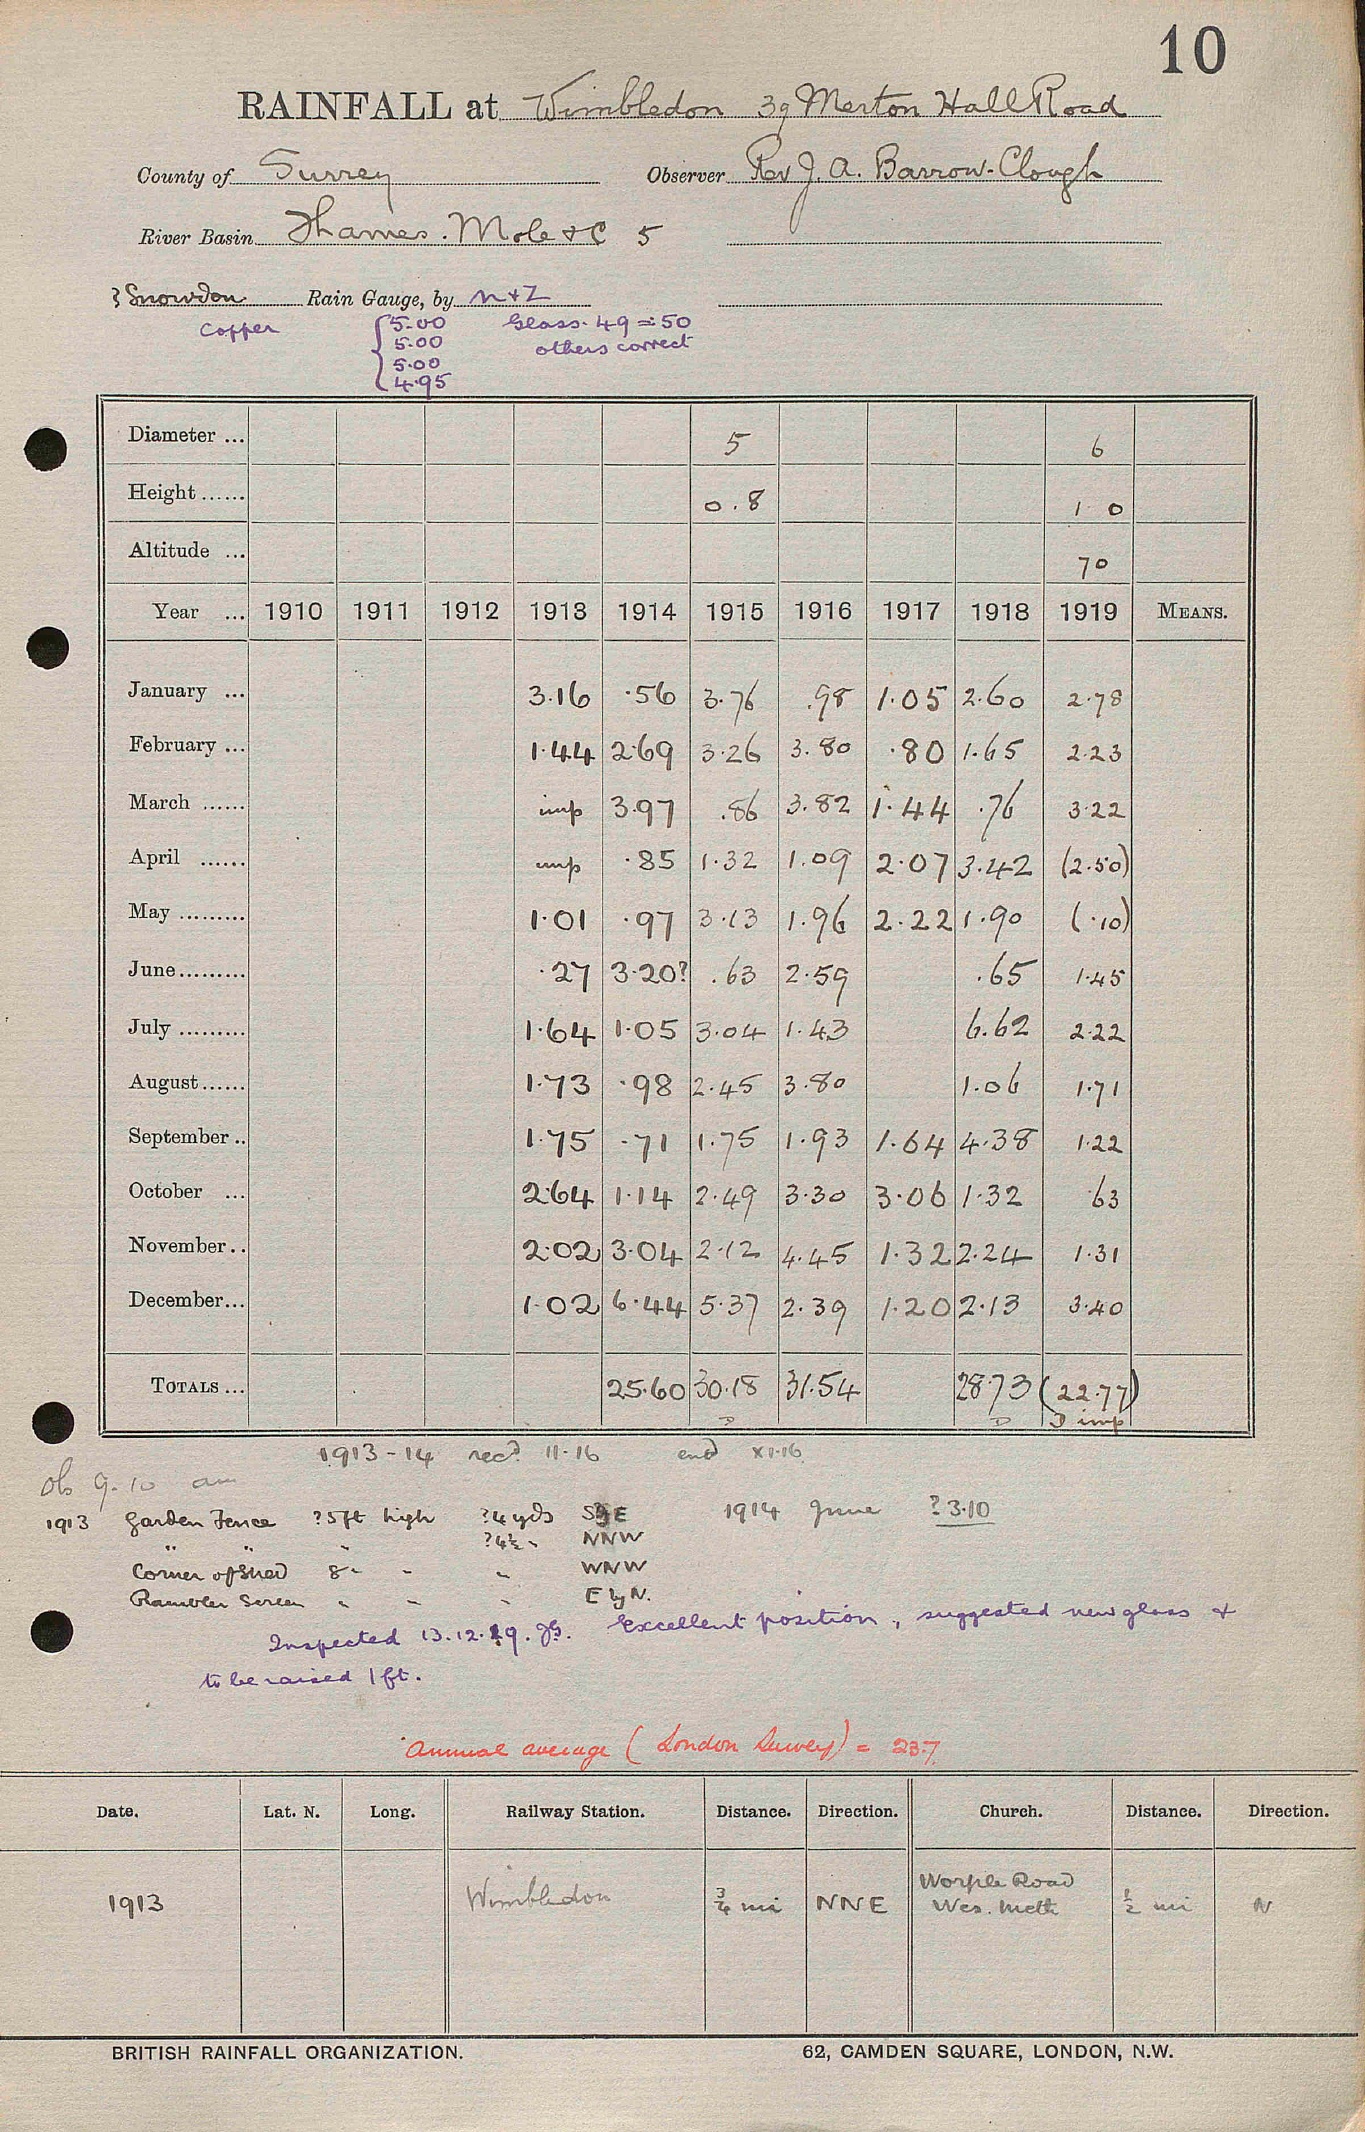 10
RAINFALL at Wimbledon 39 Merton Hall Road
County of Surrey Observer Rev J. A. Barrow-Clough
River Basin Thames. Mole & C 5
? Snowdon Rain Gauge, by N & Z
Copper 5.00 Glass. 49 = .50
5.00 others correct
5.00
4.95
Diameter ... 5 6
Height ...... 0.8 1 0
Altitude ... 70
Year ... 1910 1911 1912 1913 1914 1915 1916 1917 1918 1919 MEANS.
January ... 3.16 .56 3.76 .98 1.05 2.60 2.78
February ... 1.44 2.69 3.26 3.80 .80 1.65 2.23
March ...... imp 3.97 .86 3.82 1.44 .76 3.22
April ...... imp .85 1.32 1.09 2.07 3.42 (2.50)
May ......... 1.01 .97 3.13 1.96 2.22 1.90 (.10)
June ......... .27 3.20? .63 2.59 .65 1.45
July ......... 1.64 1.05 3.04 1.43 6.62 2.22
August ...... 1.73 .98 2.45 3.80 1.06 1.71
September .. 1.75 .71 1.75 1.93 1.64 4.38 1.22
October ... 2.64 1.14 2.49 3.30 3.06 1.32 .63
November .. 2.02 3.04 2.12 4.45 1.32 2.24 1.31
December ... 1.02 6.44 5.37 2.39 1.20 2.13 3.40
TOTALS ... 25.60 30.18 31.54 28.73 (22.77)
D D D imp
1913-14 recd 11.16 end XI.16
Ob 9.10 am
1913 Garden Fence ? 5ft high ? 4 yds SE 1914 June ? 3.10
" " " ? 4½ " NNW
Corner of Shed 8 " " " WNW
Rambler Screen " " " E by N.
Inspected 13.12.19. Excellent position, suggested new glass &
to be raised 1 ft.
Annual average (London Survey) = 23.7
Date. Lat. N. Long. Railway Station. Distance. Direction. Church. Distance. Direction.
1913 Wimbledon ¾ mi NNE Worple Road ½ mi N
Wes. Meth
BRITISH RAINFALL ORGANIZATION. 62, CAMDEN SQUARE, LONDON, N.W.